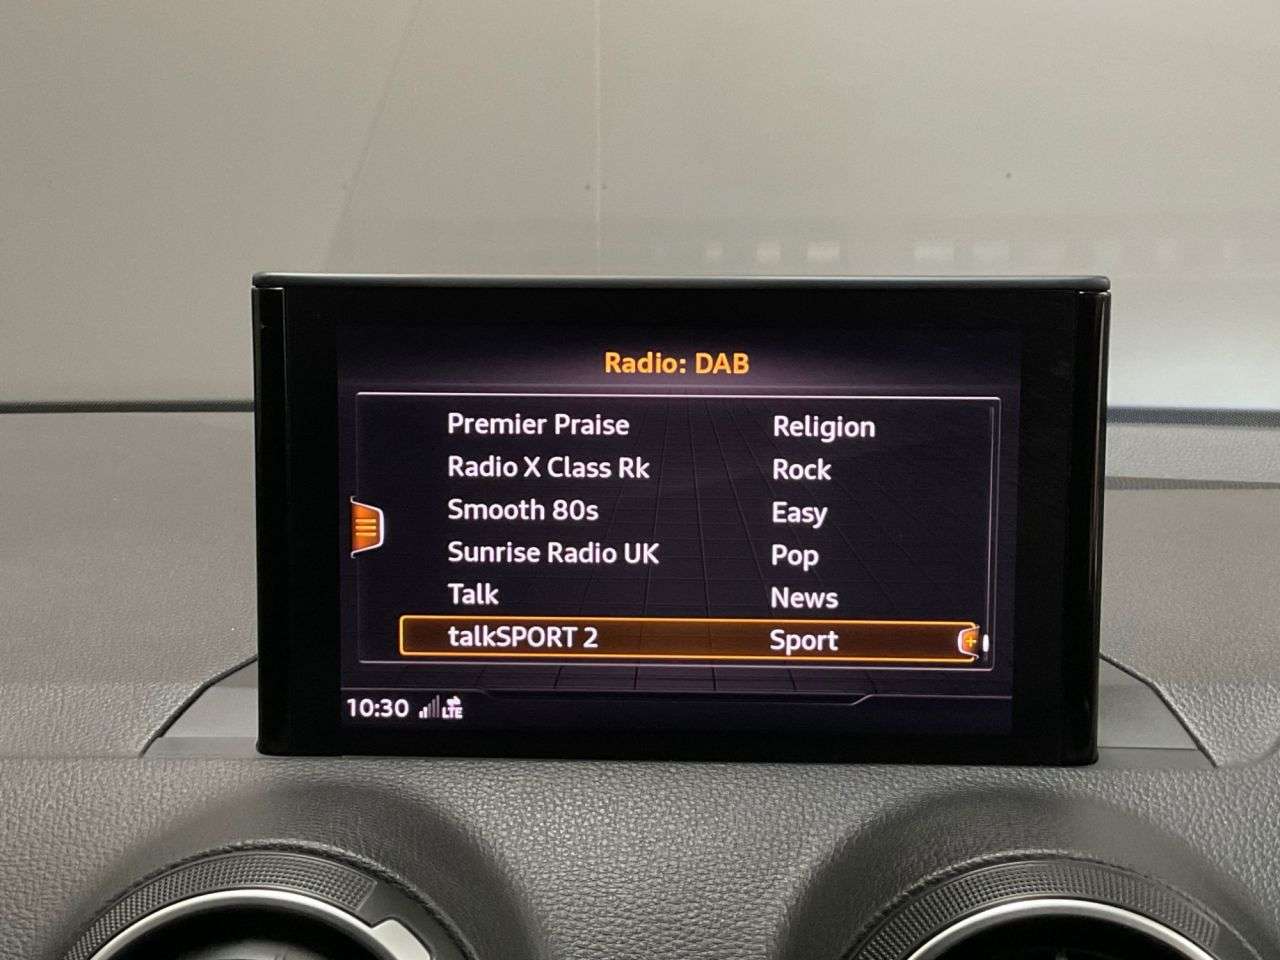 Radio: DAB
Premier Praise Religion
Radio X Class Rk Rock
Smooth 80s Easy
Sunrise Radio UK Pop
Talk News
talkSPORT 2 Sport
10:30 LTE